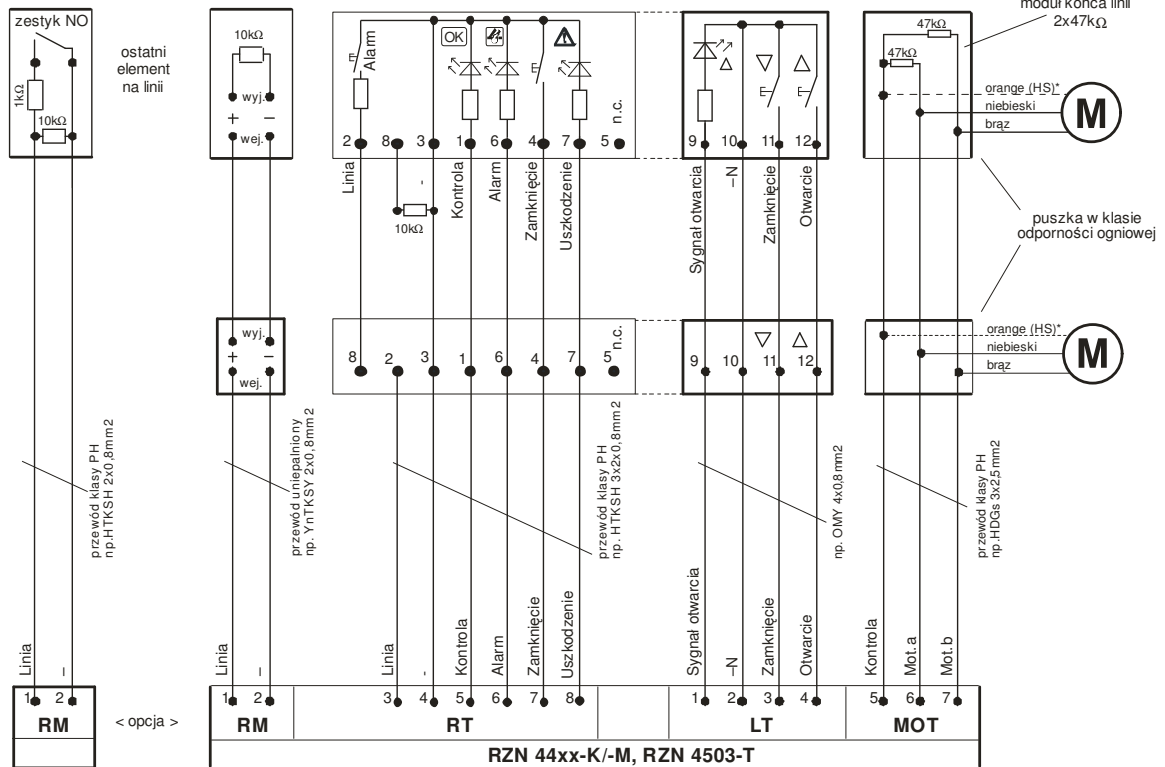 zestyk NO
1kΩ
10kΩ
ostatni
element
na linii
10kΩ
wyj.
+ −
wej.
Alarm
OK
2 8 3 1 6 4 7 5
n.c.
Linia
-
Kontrola
Alarm
Zamknięcie
Uszkodzenie
10kΩ
9 10 11 12
Sygnał otwarcia
–N
Zamknięcie
Otwarcie
moduł końca linii
2x47kΩ
47kΩ
47kΩ
orange (HS)*
niebieski
brąz
M
puszka w klasie
odporności ogniowej
wyj.
+ −
wej.
8 2 3 1 6 4 7 5
n.c.
9 10 11 12
orange (HS)*
niebieski
brąz
M
przewód klasy PH
np.HTKSH 2x0,8mm2
przewód uniepalniony
np. YnTKSY 2x0,8mm2
przewód klasy PH
np. HTKSH 3x2x0,8mm2
np. OMY 4x0,8mm2
przewód klasy PH
np.HDGs 3x2,5mm2
Linia
–
Linia
–
Linia
-
Kontrola
Alarm
Zamknięcie
Uszkodzenie
Sygnał otwarcia
–N
Zamknięcie
Otwarcie
Kontrola
Mot.a
Mot.b
1 2
1 2
3 4 5 6 7 8
1 2 3 4
5 6 7
RM
< opcja >
RM
RT
LT
MOT
RZN 44xx-K/-M, RZN 4503-T